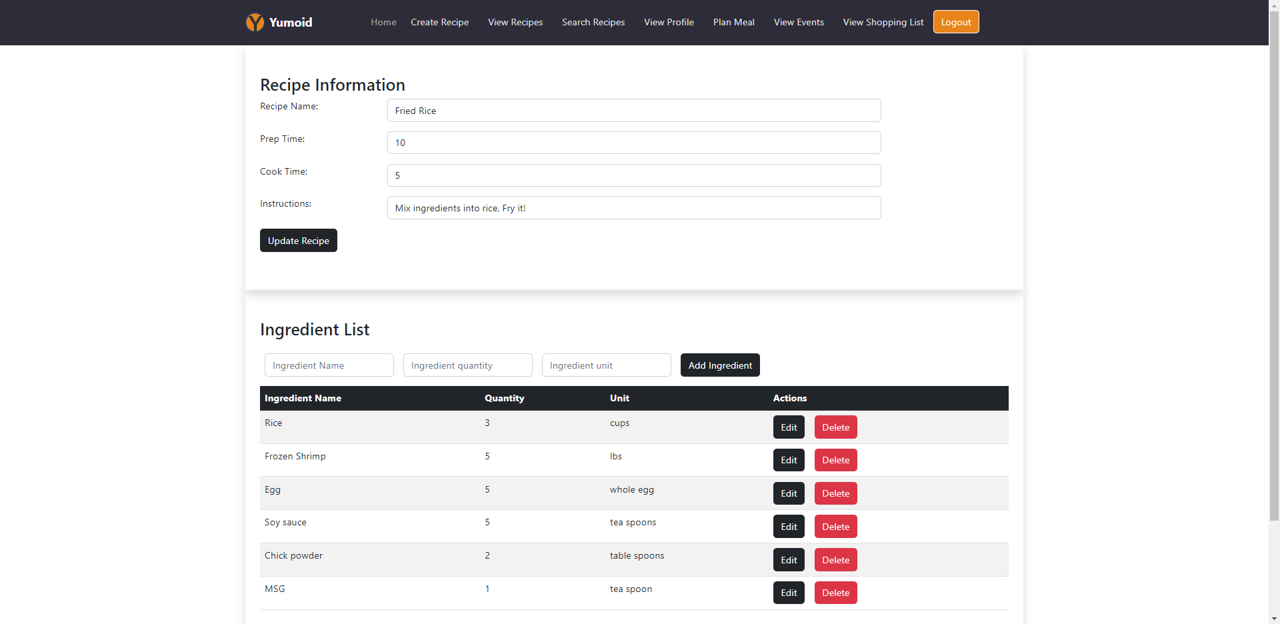 Yumoid Home Create Recipe View Recipes Search Recipes View Profile Plan Meal View Events View Shopping List Logout
Recipe Information
Recipe Name: Fried Rice
Prep Time: 10
Cook Time: 5
Instructions: Mix ingredients into rice. Fry it!
Update Recipe
Ingredient List
Ingredient Name Ingredient quantity Ingredient unit Add Ingredient
Ingredient Name Quantity Unit Actions
Rice 3 cups Edit Delete
Frozen Shrimp 5 lbs Edit Delete
Egg 5 whole egg Edit Delete
Soy sauce 5 tea spoons Edit Delete
Chick powder 2 table spoons Edit Delete
MSG 1 tea spoon Edit Delete